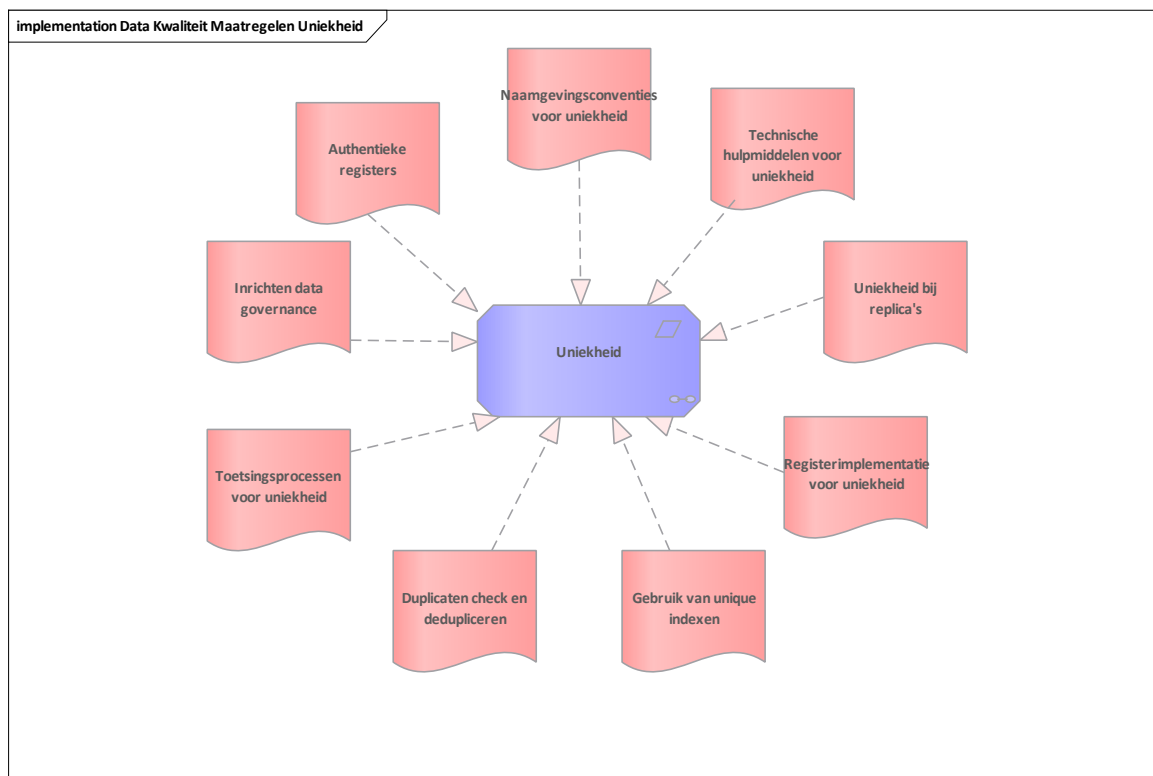 implementation Data Kwaliteit Maatregelen Uniekheid
Naamgevingsconventies
voor uniekheid
Technische
hulpmiddelen voor
uniekheid
Authentieke
registers
Inrichten data
governance
Uniekheid bij
replica's
Uniekheid
Toetsingsprocessen
voor uniekheid
Registerimplementatie
voor uniekheid
Duplicaten check en
dedupliceren
Gebruik van unique
indexen